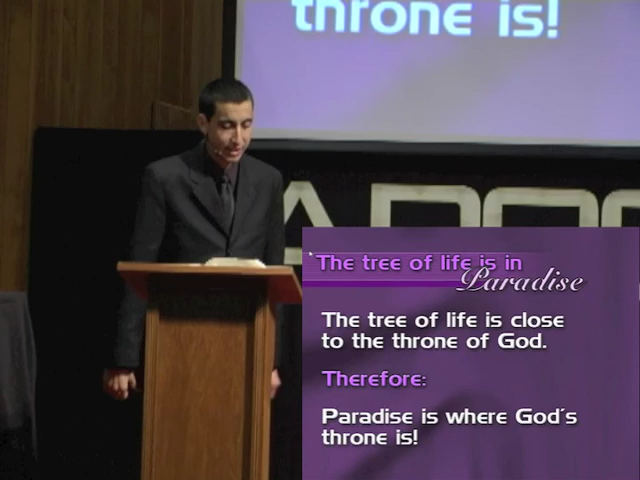 throne is!
The tree of life is in
Paradise
The tree of life is close
to the throne of God.
Therefore:
Paradise is where God's
throne is!